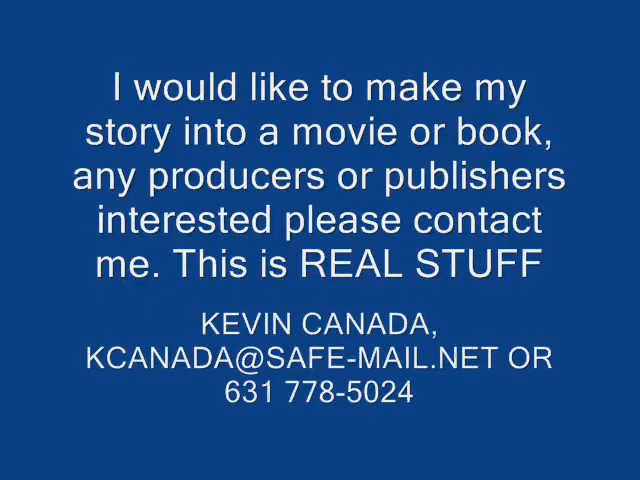 I would like to make my
story into a movie or book,
any producers or publishers
interested please contact
me. This is REAL STUFF
KEVIN CANADA,
KCANADA@SAFE-MAIL.NET OR
631 778-5024